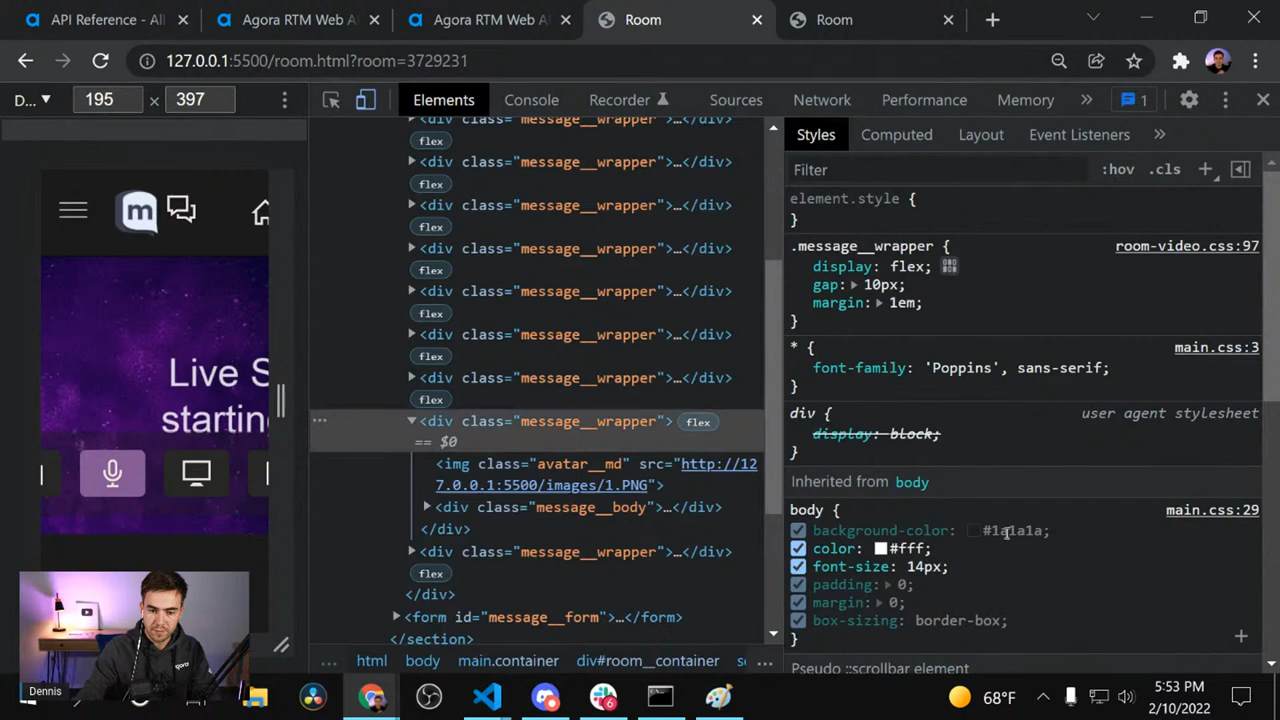 API Reference - All
Agora RTM Web A
Agora RTM Web A
Room
Room
127.0.0.1:5500/room.html?room=3729231
D...
195
×
397
Elements
Console
Recorder
Sources
Network
Performance
Memory
1
Styles
Computed
Layout
Event Listeners
Filter
:hov .cls
m
Live S
starting
<div class="message__wrapper">…</div>
flex
<div class="message__wrapper">…</div>
flex
<div class="message__wrapper">…</div>
flex
<div class="message__wrapper">…</div>
flex
<div class="message__wrapper">…</div>
flex
<div class="message__wrapper">…</div>
flex
<div class="message__wrapper">…</div>
flex
<div class="message__wrapper"> flex
== $0
<img class="avatar__md" src="http://12
7.0.0.1:5500/images/1.PNG">
<div class="message__body">…</div>
</div>
<div class="message__wrapper">…</div>
flex
</div>
<form id="message__form">…</form>
</section>
... html body main.container div#room__container se ...
element.style {
}
.message__wrapper { room-video.css:97
display: flex;
gap: 10px;
margin: 1em;
}
* { main.css:3
font-family: 'Poppins', sans-serif;
}
div { user agent stylesheet
display: block;
}
Inherited from body
body { main.css:29
background-color: #1a1a1a;
color: #fff;
font-size: 14px;
padding: 0;
margin: 0;
box-sizing: border-box;
}
Pseudo ::scrollbar element
Dennis
agora
6
68°F
5:53 PM
2/10/2022